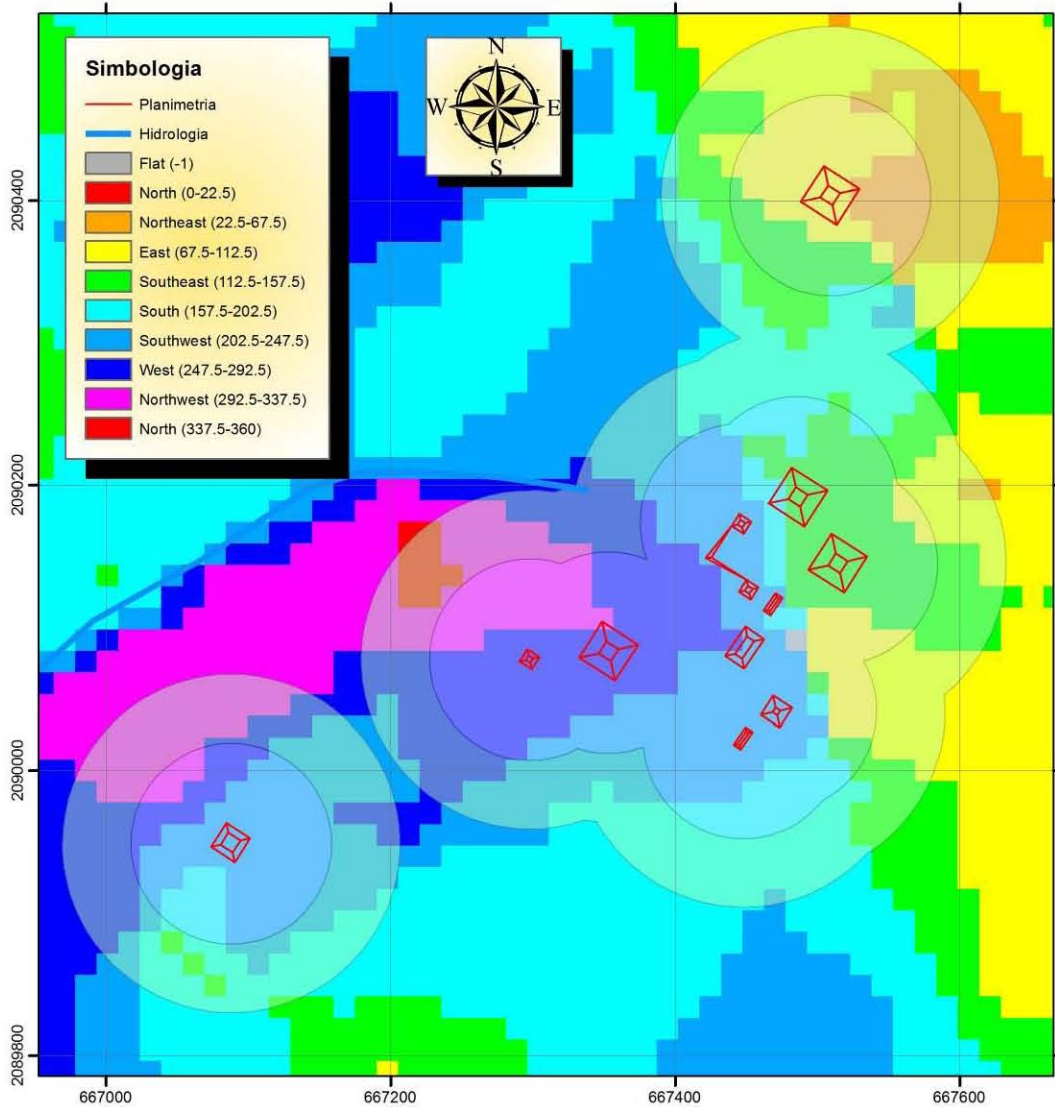 Simbologia
Planimetria
Hidrologia
Flat (-1)
North (0-22.5)
Northeast (22.5-67.5)
East (67.5-112.5)
Southeast (112.5-157.5)
South (157.5-202.5)
Southwest (202.5-247.5)
West (247.5-292.5)
Northwest (292.5-337.5)
North (337.5-360)
N
W E
S
2090400
2090200
2090000
2089800
667000 667200 667400 667600